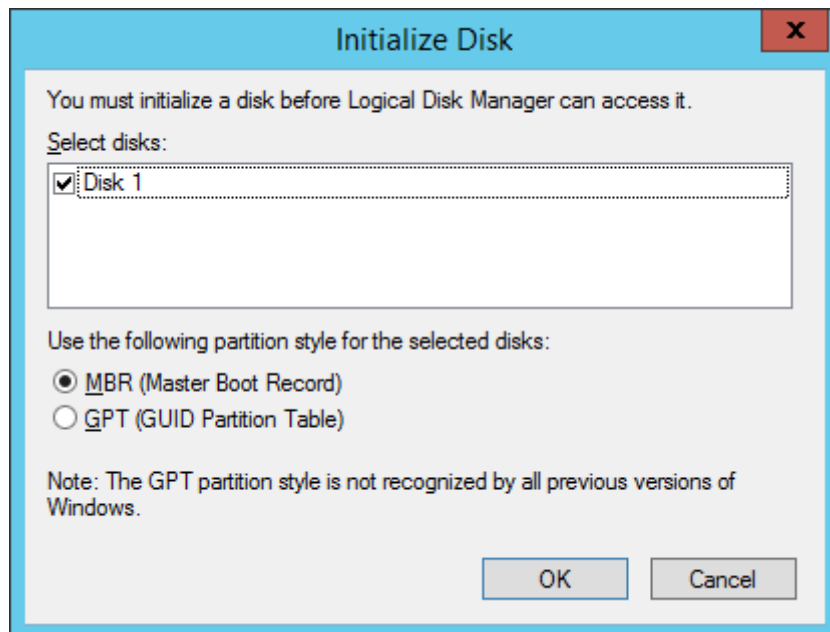 Initialize Disk
x
You must initialize a disk before Logical Disk Manager can access it.
Select disks:
Disk 1
Use the following partition style for the selected disks:
MBR (Master Boot Record)
GPT (GUID Partition Table)
Note: The GPT partition style is not recognized by all previous versions of
Windows.
OK
Cancel